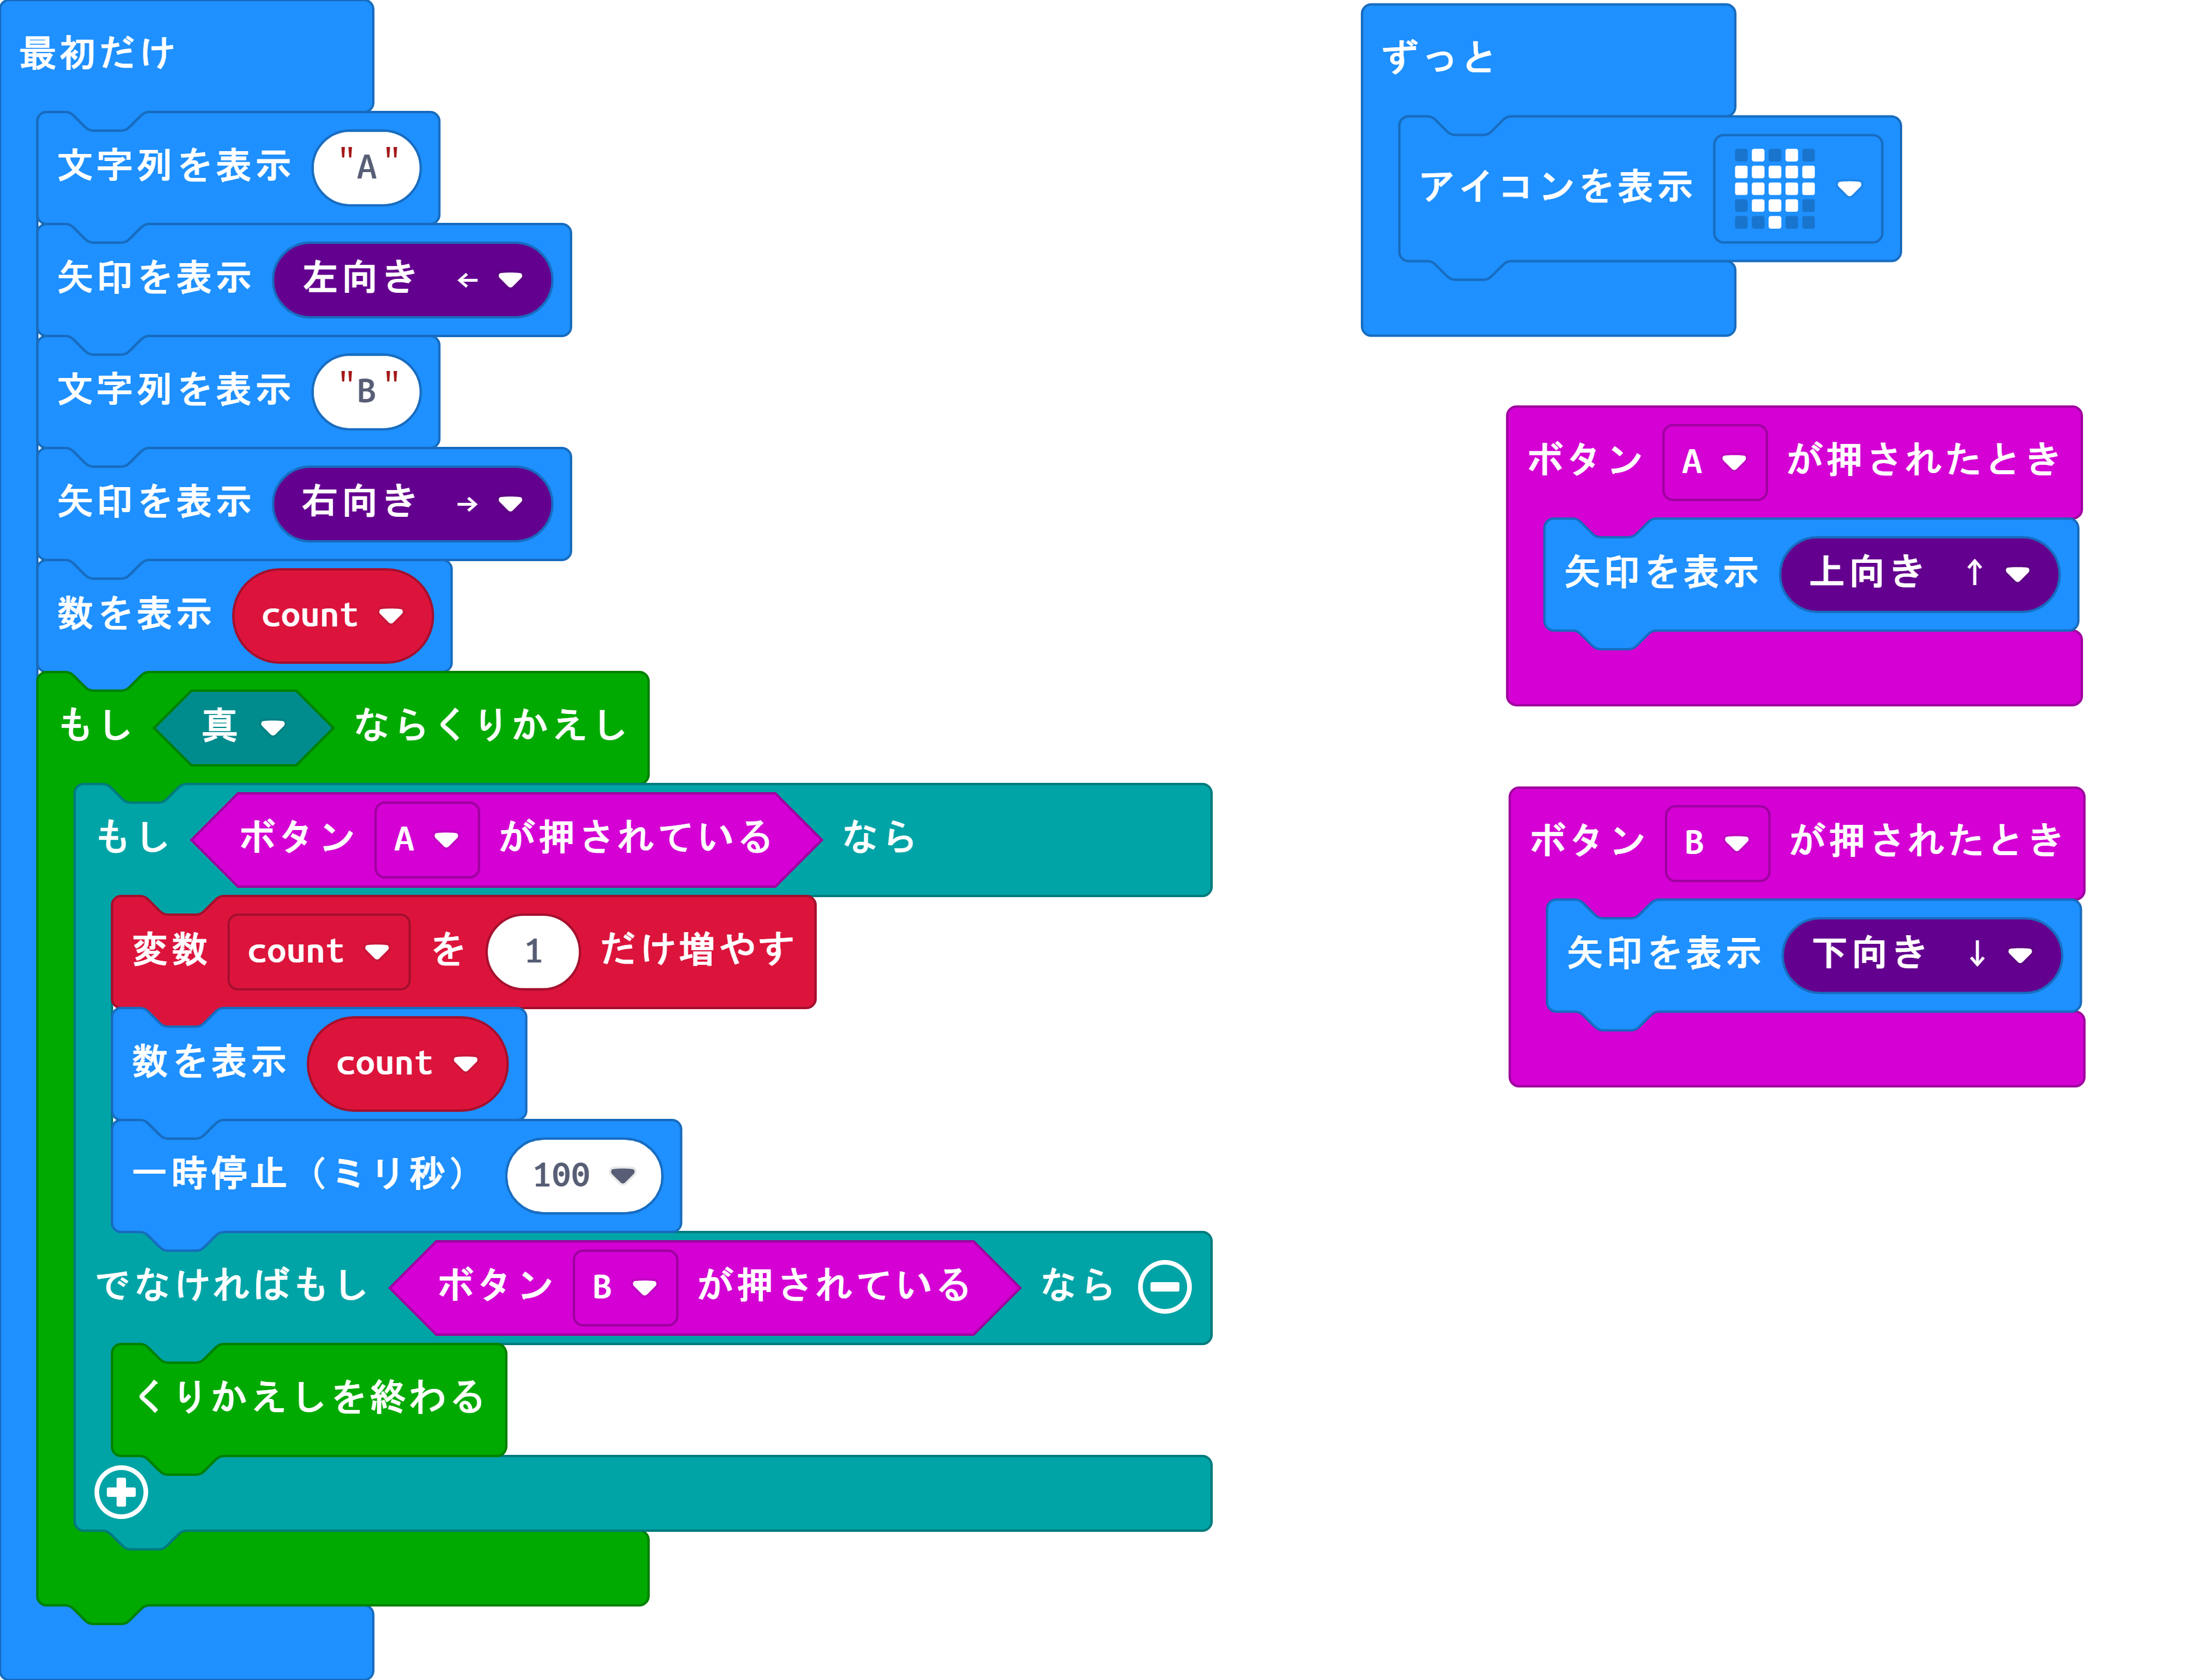 最初だけ
文字列を表示 "A"
矢印を表示 左向き ←
文字列を表示 "B"
矢印を表示 右向き →
数を表示 count
もし 真 ならくりかえし
もし ボタン A が押されている なら
変数 count を 1 だけ増やす
数を表示 count
一時停止（ミリ秒） 100
でなければもし ボタン B が押されている なら
くりかえしを終わる
ずっと
アイコンを表示
ボタン A が押されたとき
矢印を表示 上向き ↑
ボタン B が押されたとき
矢印を表示 下向き ↓